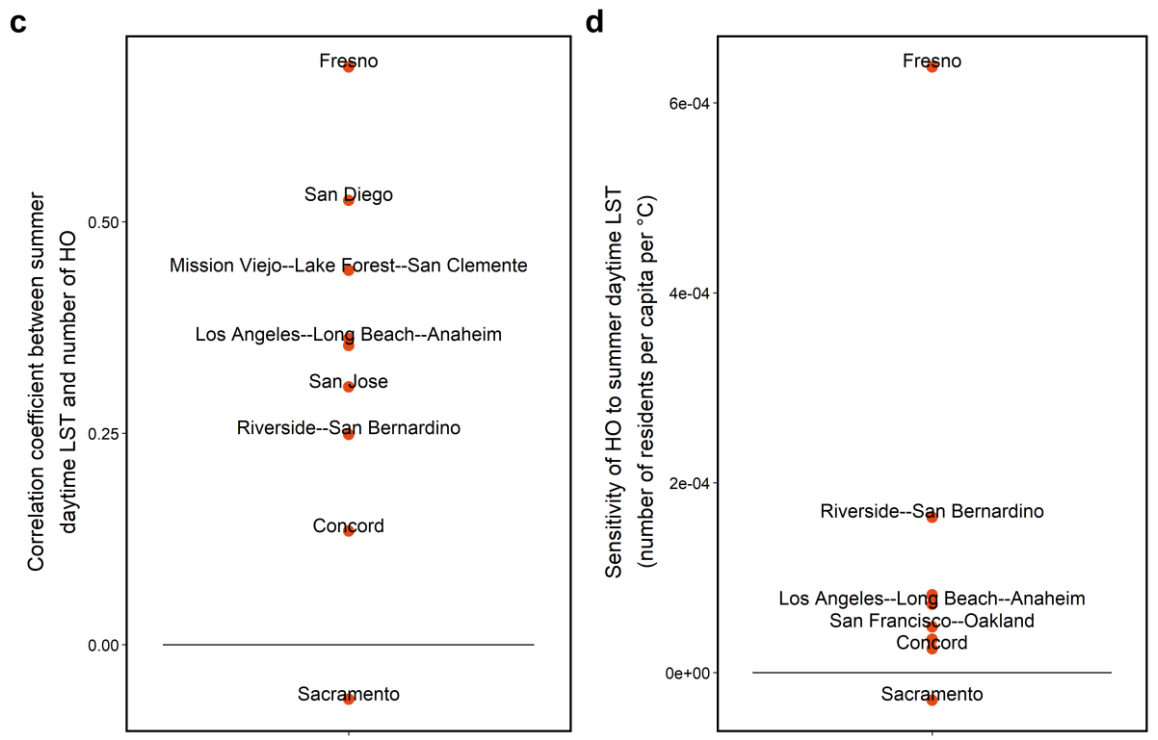 c
Correlation coefficient between summer
daytime LST and number of HO
0.50
0.25
0.00
Fresno
San Diego
Mission Viejo--Lake Forest--San Clemente
Los Angeles--Long Beach--Anaheim
San Jose
Riverside--San Bernardino
Concord
Sacramento
d
Sensitivity of HO to summer daytime LST
(number of residents per capita per °C)
6e-04
4e-04
2e-04
0e+00
Fresno
Riverside--San Bernardino
Los Angeles--Long Beach--Anaheim
San Francisco--Oakland
Concord
Sacramento